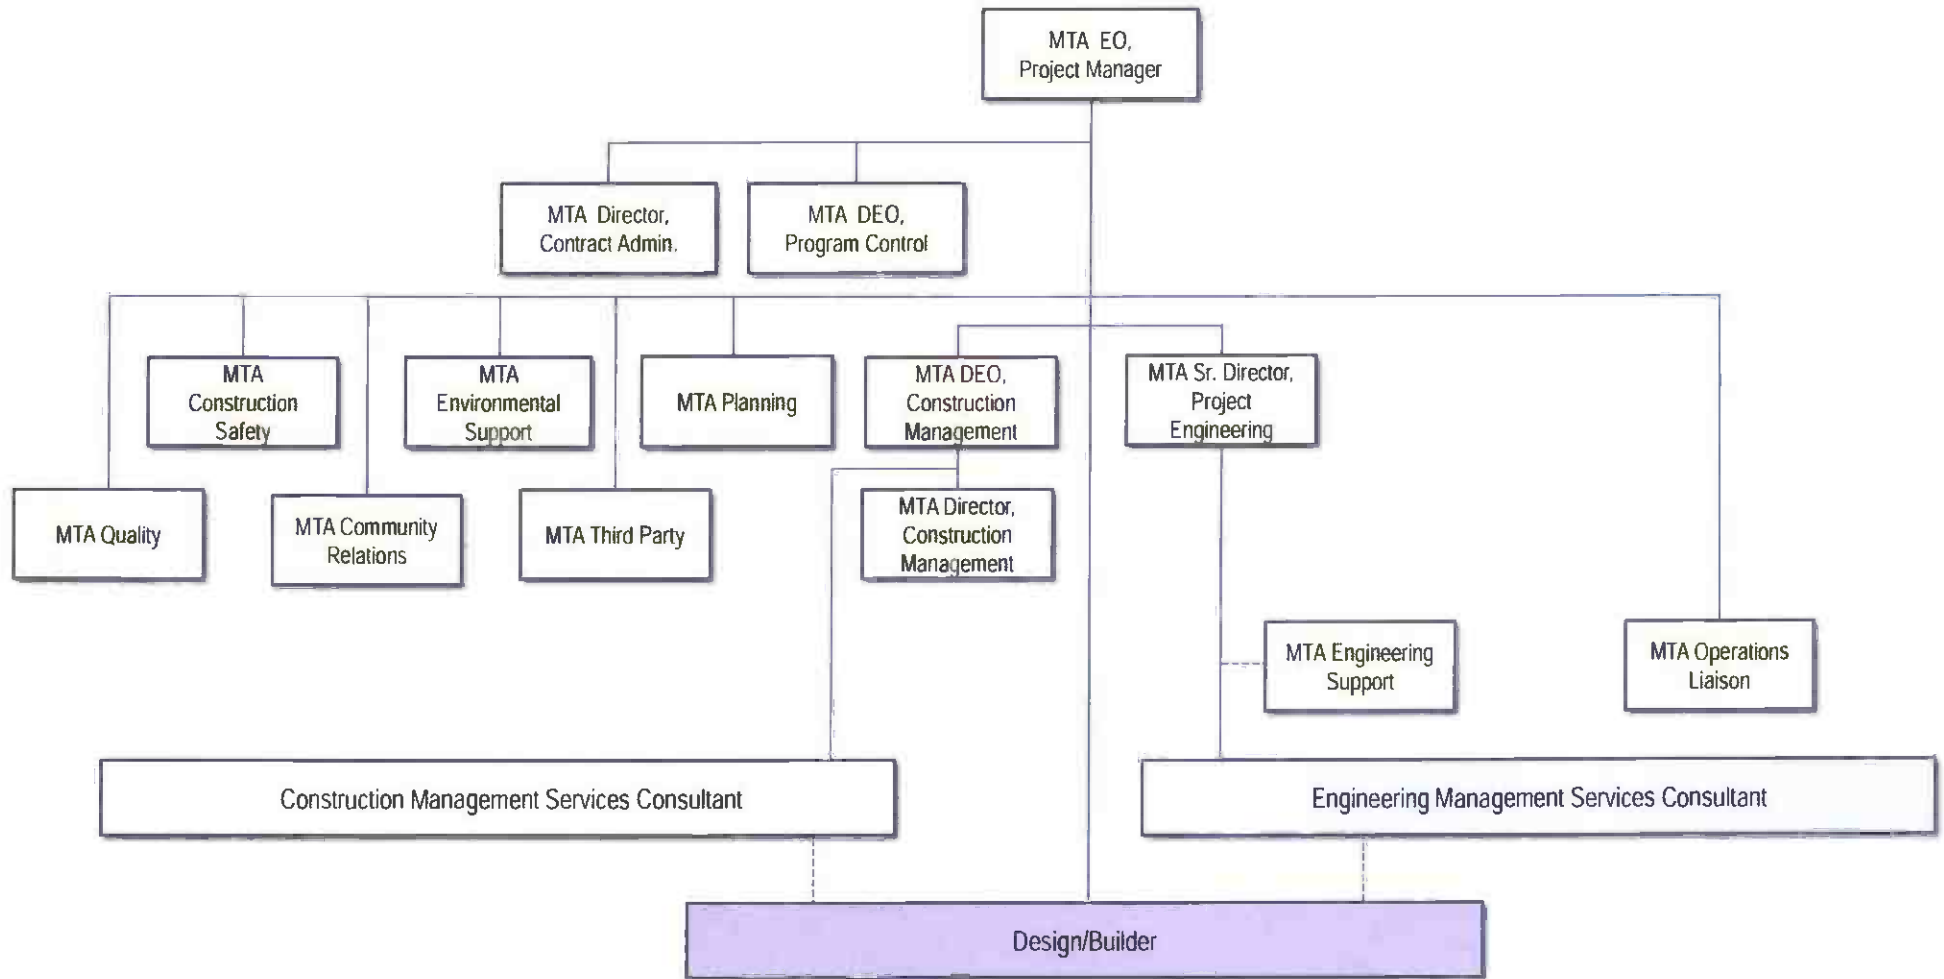 MTA EO,
Project Manager
MTA Director,
Contract Admin.
MTA DEO,
Program Control
MTA
Construction
Safety
MTA
Environmental
Support
MTA Planning
MTA DEO,
Construction
Management
MTA Sr. Director,
Project
Engineering
MTA Quality
MTA Community
Relations
MTA Third Party
MTA Director,
Construction
Management
MTA Engineering
Support
MTA Operations
Liaison
Construction Management Services Consultant
Engineering Management Services Consultant
Design/Builder